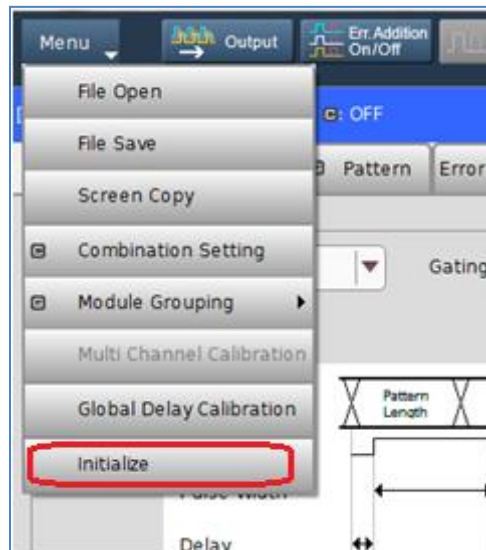 Menu
Output
Err.Addition
On/Off
File Open
: OFF
File Save
Pattern
Error
Screen Copy
Combination Setting
Gating
Module Grouping
Multi Channel Calibration
Global Delay Calibration
Pattern
Length
Initialize
Pulse Width
Delay